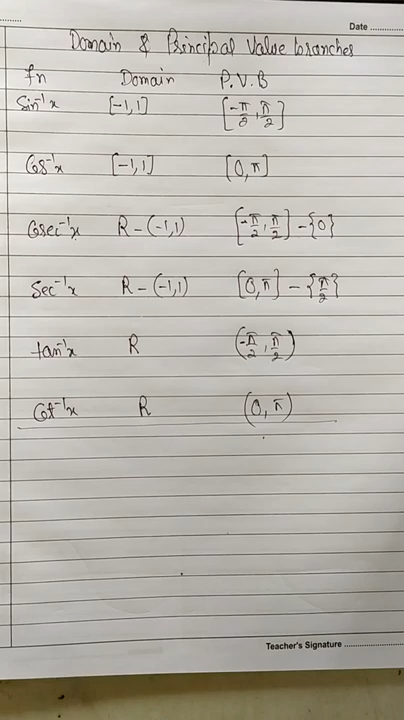 Date ............
Domain & Principal Value branches
fn Domain P.V.B
Sin⁻¹x [-1,1] [-π/2, π/2]
Cos⁻¹x [-1,1] [0,π]
Cosec⁻¹x R-(-1,1) [-π/2, π/2] - {0}
Sec⁻¹x R-(-1,1) [0,π] - {π/2}
tan⁻¹x R (-π/2, π/2)
Cot⁻¹x R (0,π)
Teacher's Signature ....................